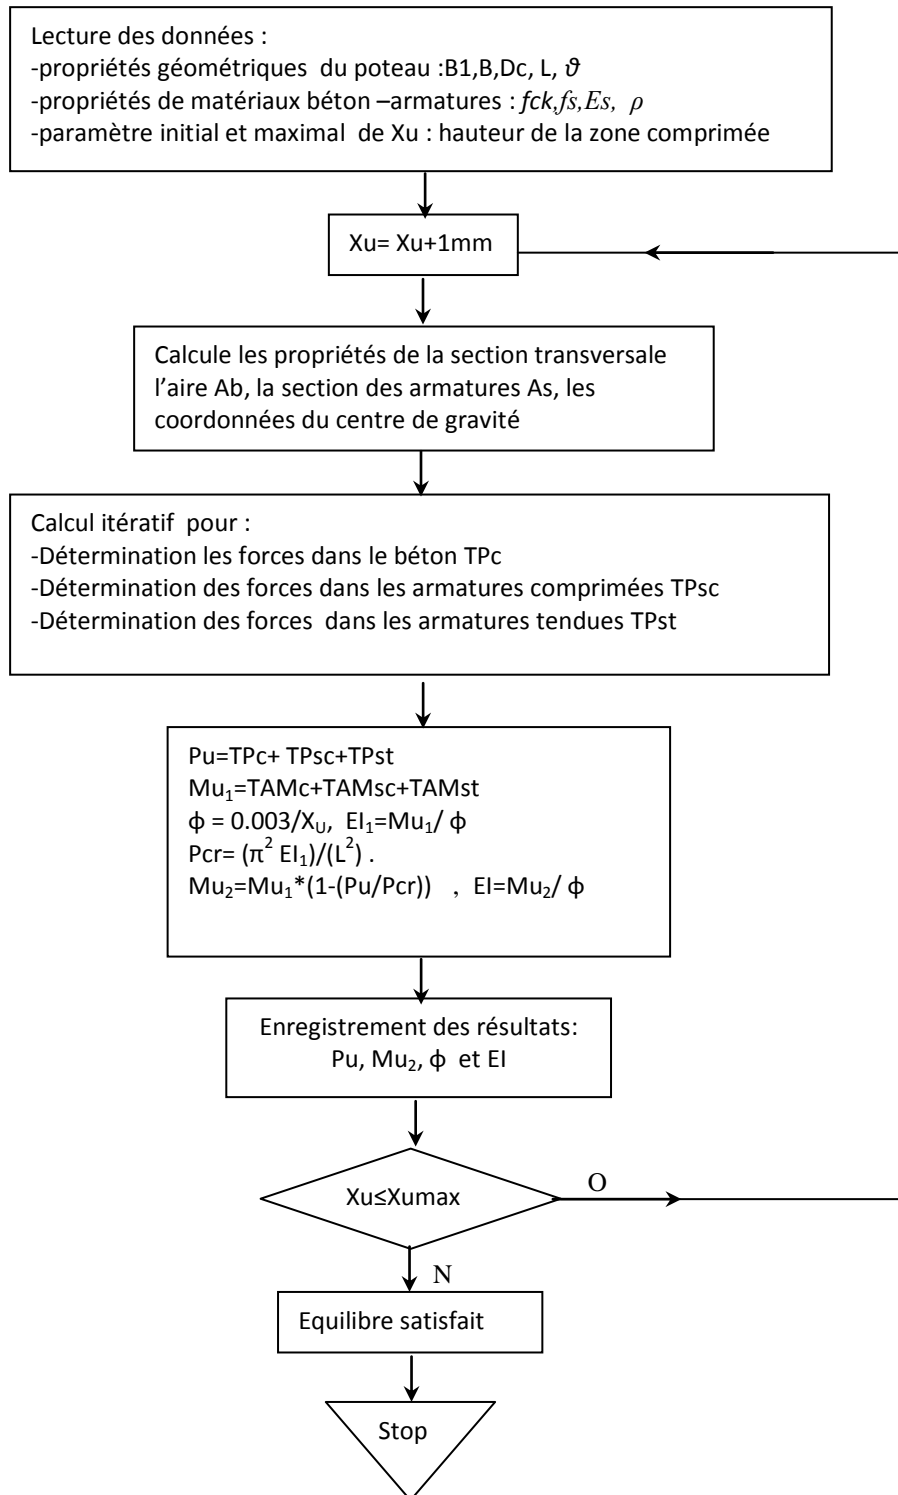 Lecture des données :
-propriétés géométriques  du poteau :B1,B,Dc, L, ϑ
-propriétés de matériaux béton –armatures : fck,fs,Es,  ρ
-paramètre initial et maximal  de Xu : hauteur de la zone comprimée
Xu= Xu+1mm
Calcule les propriétés de la section transversale
l’aire Ab, la section des armatures As, les
coordonnées du centre de gravité
Calcul itératif  pour :
-Détermination les forces dans le béton TPc
-Détermination des forces dans les armatures comprimées TPsc
-Détermination des forces  dans les armatures tendues TPst
Pu=TPc+ TPsc+TPst
Mu₁=TAMc+TAMsc+TAMst
ϕ = 0.003/X_U,  EI₁=Mu₁/ ϕ
Pcr= (π² EI₁)/(L²) .
Mu₂=Mu₁*(1-(Pu/Pcr))   ,  EI=Mu₂/ ϕ
Enregistrement des résultats:
Pu, Mu₂, ϕ  et EI
Xu≤Xumax
O
N
Equilibre satisfait
Stop